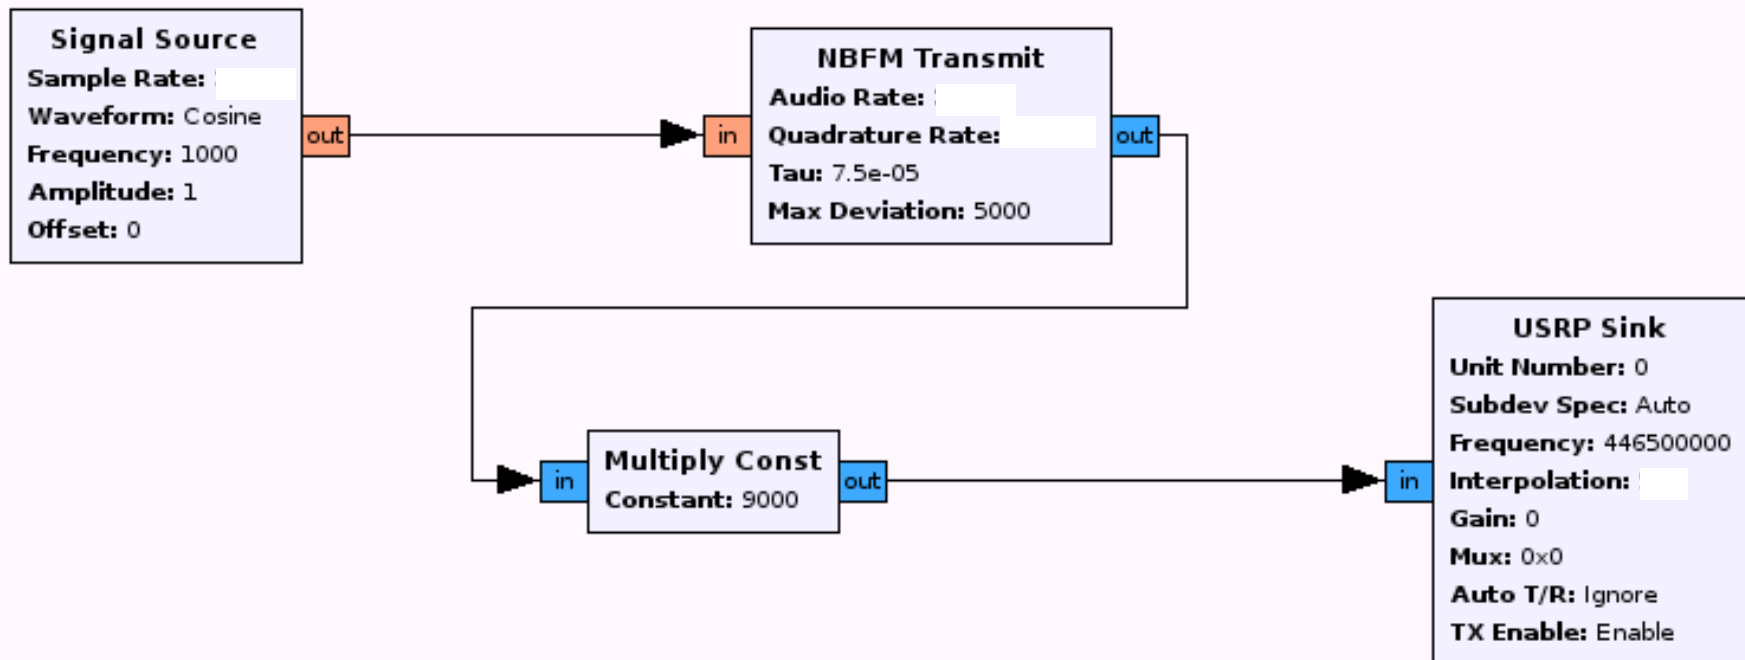 Signal Source
Sample Rate:
Waveform: Cosine
Frequency: 1000
Amplitude: 1
Offset: 0
out
in
NBFM Transmit
Audio Rate:
Quadrature Rate:
Tau: 7.5e-05
Max Deviation: 5000
out
in
Multiply Const
Constant: 9000
out
in
USRP Sink
Unit Number: 0
Subdev Spec: Auto
Frequency: 446500000
Interpolation:
Gain: 0
Mux: 0x0
Auto T/R: Ignore
TX Enable: Enable